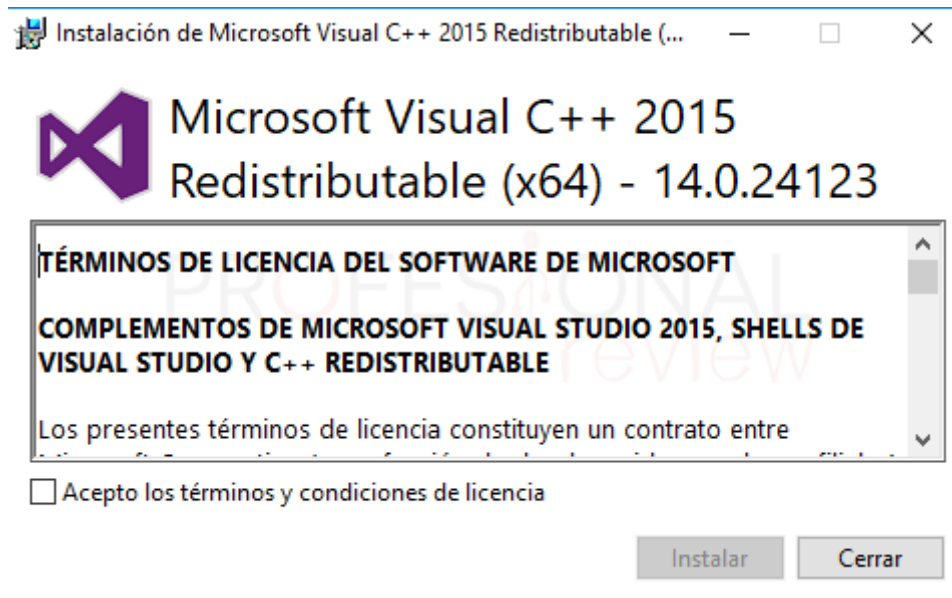 Instalación de Microsoft Visual C++ 2015 Redistributable (...
Microsoft Visual C++ 2015
Redistributable (x64) - 14.0.24123
TÉRMINOS DE LICENCIA DEL SOFTWARE DE MICROSOFT
PROFESIONAL
review
COMPLEMENTOS DE MICROSOFT VISUAL STUDIO 2015, SHELLS DE
VISUAL STUDIO Y C++ REDISTRIBUTABLE
Los presentes términos de licencia constituyen un contrato entre
Acepto los términos y condiciones de licencia
Instalar
Cerrar